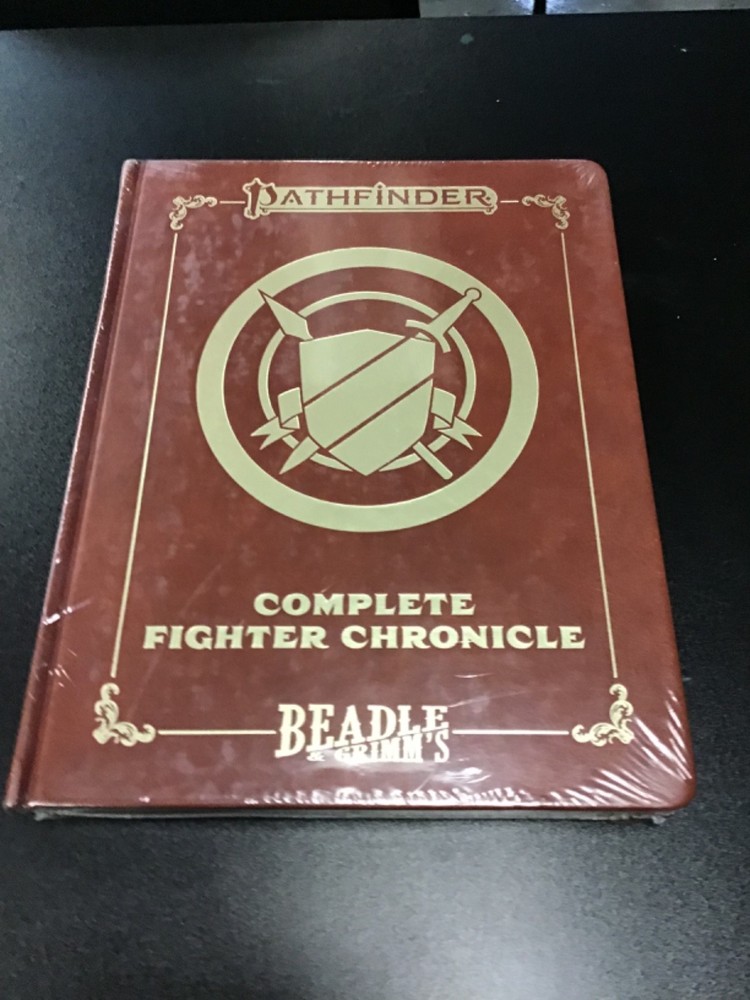 PATHFINDER
COMPLETE
FIGHTER CHRONICLE
BEADLE
& GRIMM'S